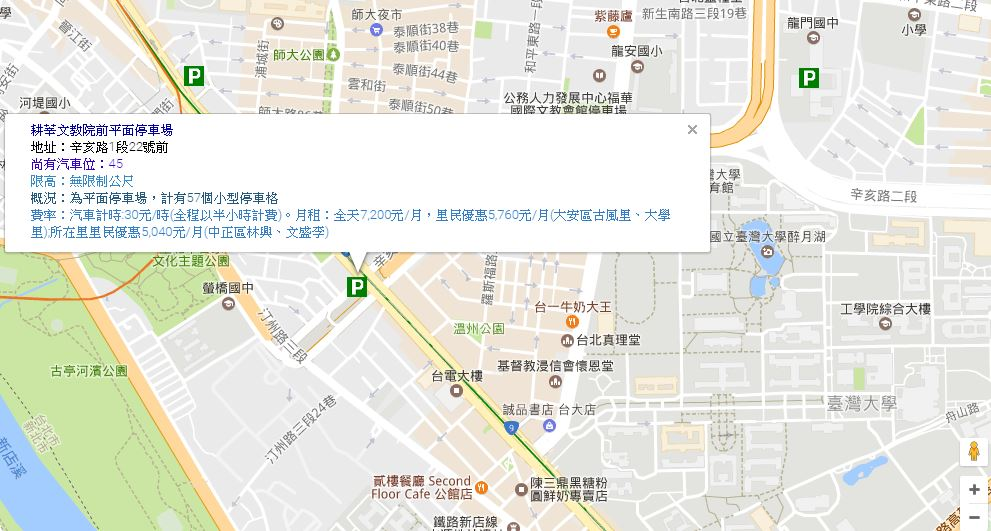 師大夜市
紫藤廬
新生南路三段19巷
龍門國中
小學
晉江街
浦城街
師大公園
泰順街38巷
泰順街40巷
泰順街44巷
泰順街50巷
雲和街
和平東路
龍安國小
河堤國小
師大路
公務人力發展中心福華
國際文教會館停車場
耕莘文教院前平面停車場
地址：辛亥路1段22號前
尚有汽車位：45
限高：無限制公尺
概況：為平面停車場，計有57個小型停車格
費率：汽車計時:30元/時(全程以半小時計費)。月租：全天7,200元/月，里民優惠5,760元/月(大安區古風里、大學
里);所在里里民優惠5,040元/月(中正區林興、文盛李)
辛亥路二段
國立臺灣大學醉月湖
文化主題公園
螢橋國中
P
P
P
羅斯福路
台一牛奶大王
溫州公園
台北真理堂
工學院綜合大樓
汀州路三段
基督教浸信會懷恩堂
古亭河濱公園
台電大樓
誠品書店 台大店
臺灣大學
舟山路
台北市
新北市
汀州路三段24巷
9
新店溪
貳樓餐廳 Second
Floor Cafe 公館店
陳三鼎黑糖粉
圓鮮奶專賣店
鐵路新店線